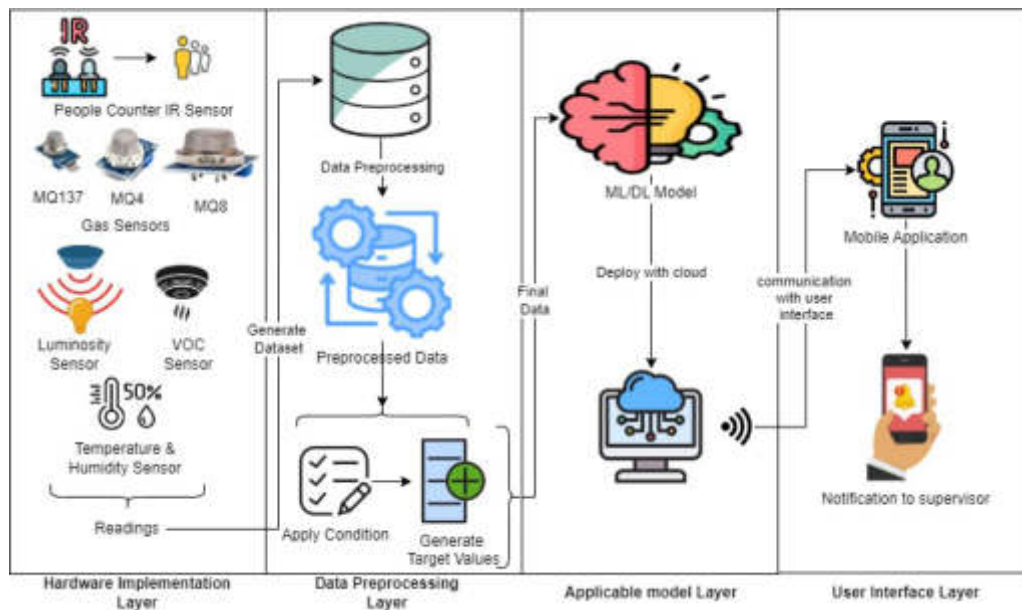 IR
People Counter IR Sensor
MQ137
MQ4
MQ8
Gas Sensors
Luminosity
Sensor
VOC
Sensor
50%
Temperature &
Humidity Sensor
Readings
Hardware Implementation
Layer
Generate
Dataset
Data Preprocessing
Preprocessed Data
Apply Condition
Generate
Target Values
Data Preprocessing
Layer
Final
Data
ML/DL Model
Deploy with cloud
Applicable model Layer
communication
with user
interface
Mobile Application
Notification to supervisor
User Interface Layer